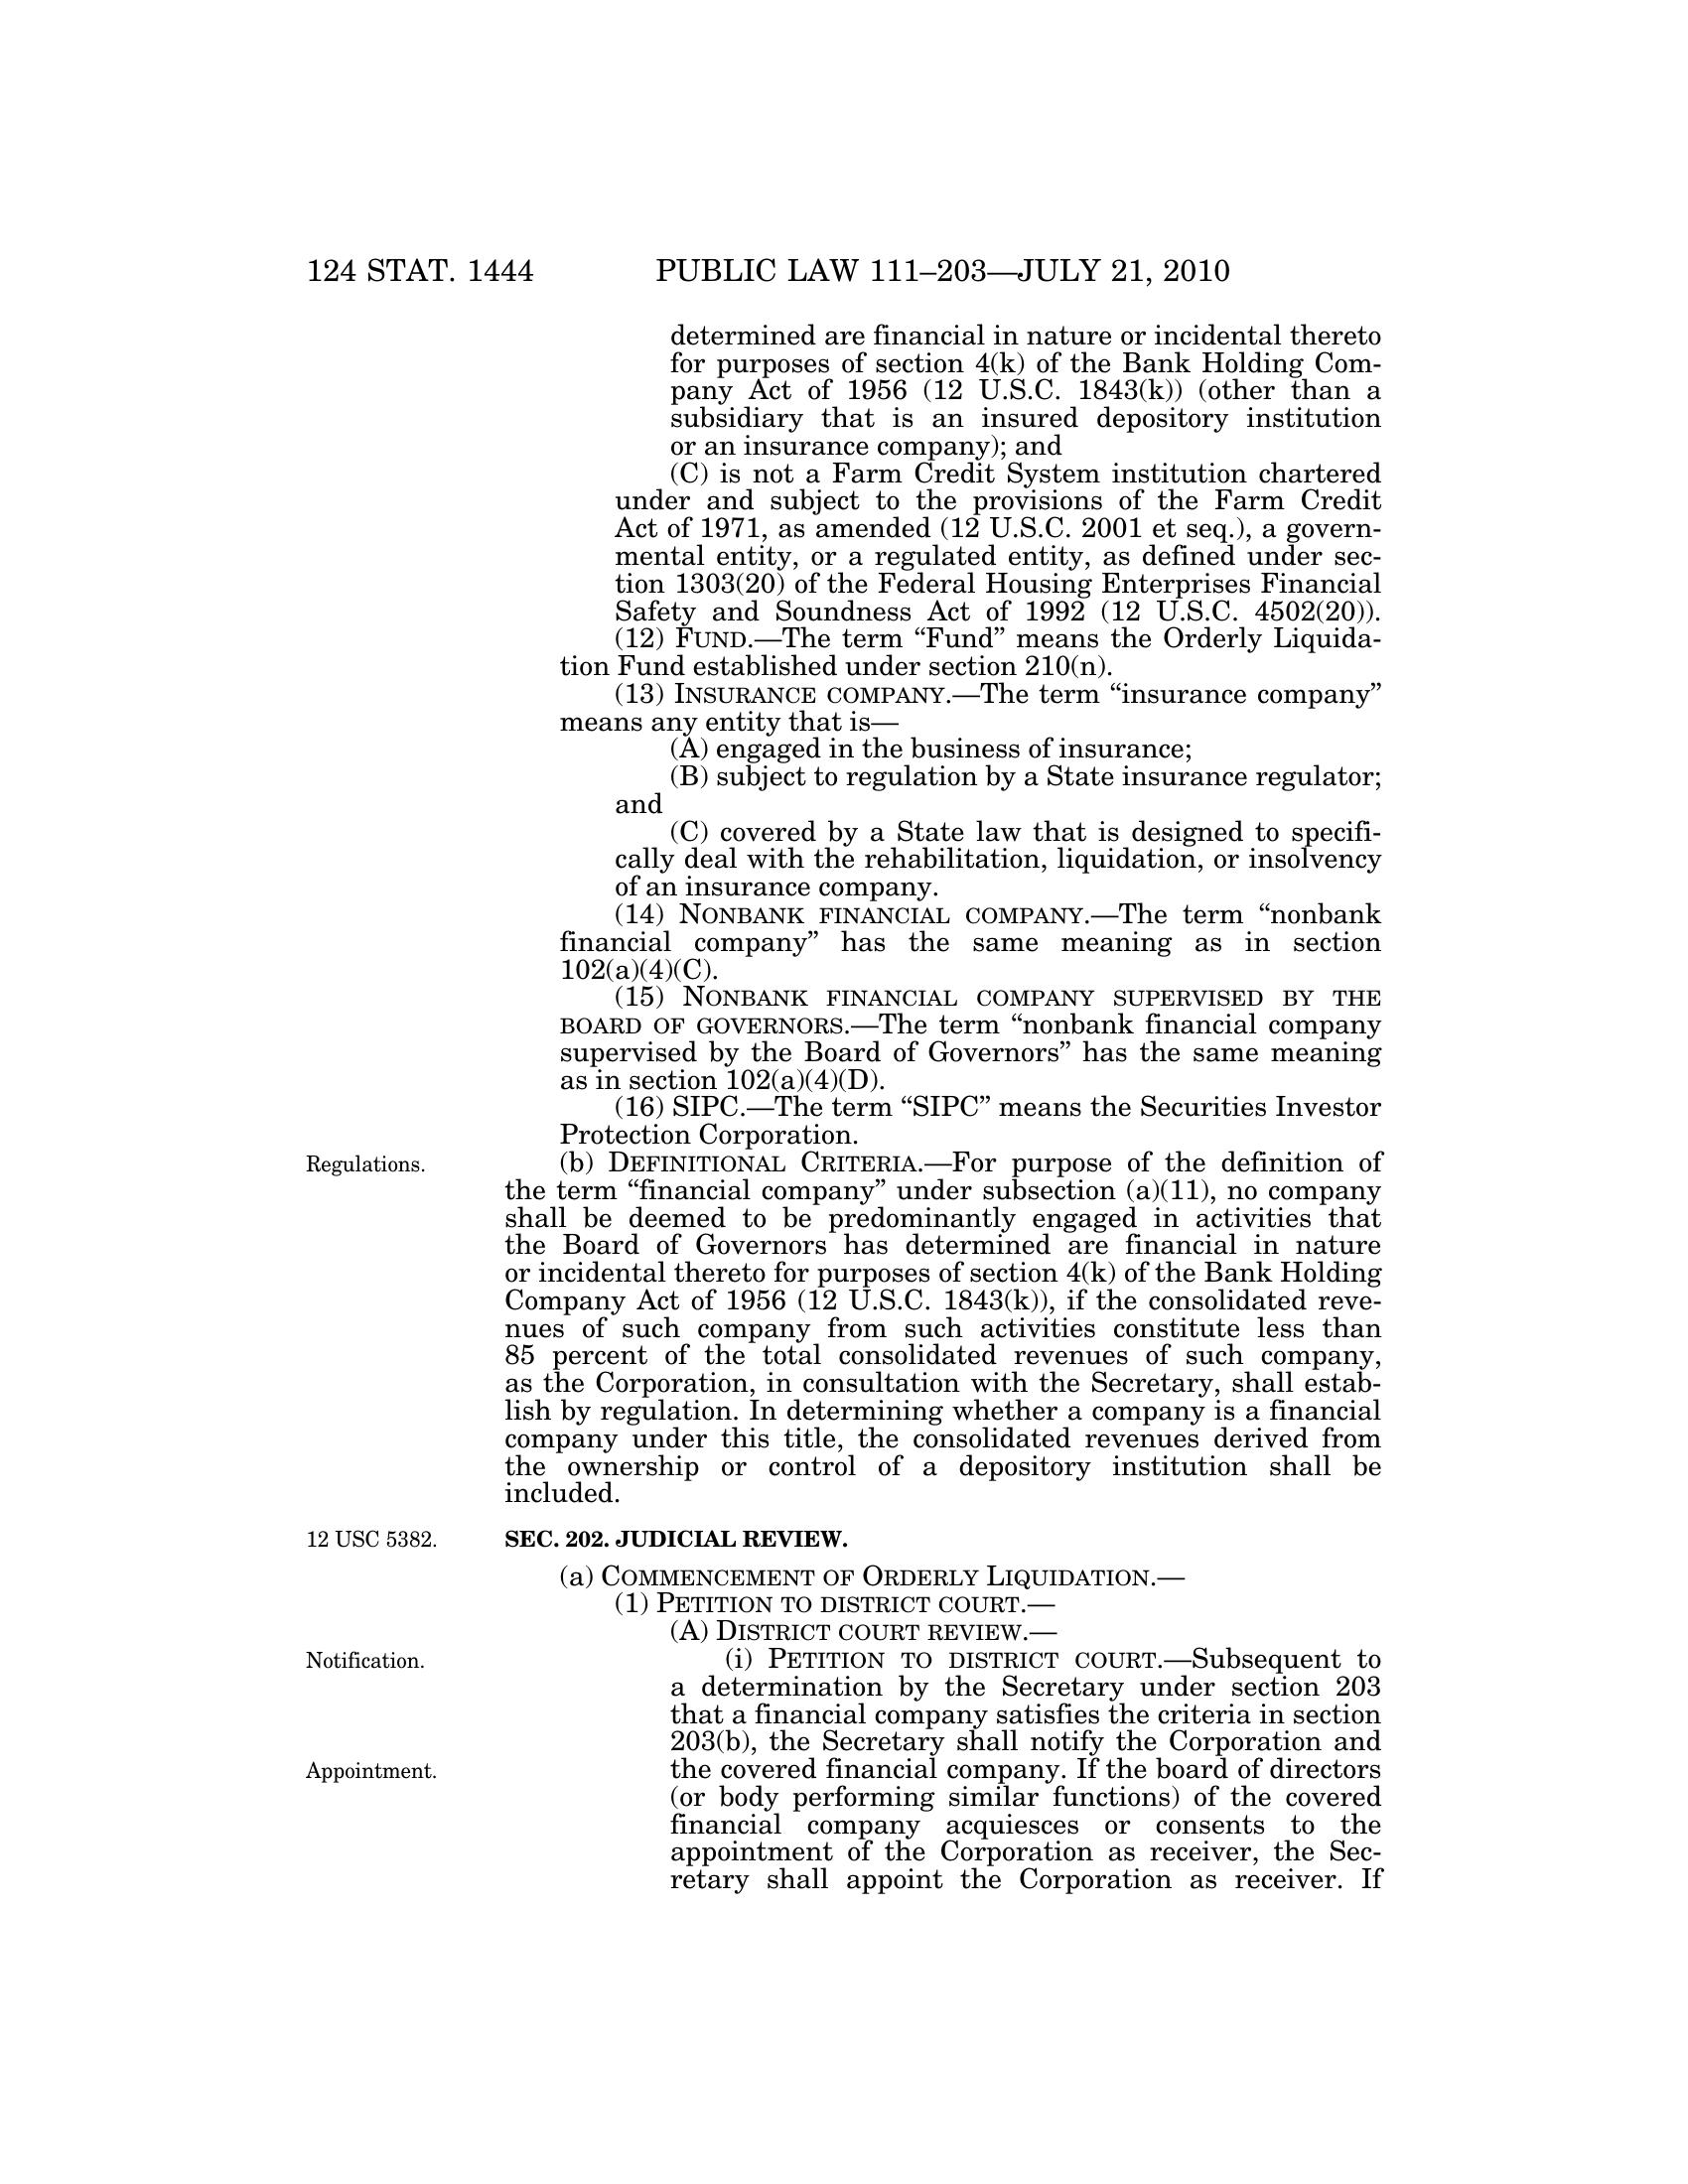 124 STAT. 1444 PUBLIC LAW 111–203—JULY 21, 2010
determined are financial in nature or incidental thereto
for purposes of section 4(k) of the Bank Holding Com-
pany Act of 1956 (12 U.S.C. 1843(k)) (other than a
subsidiary that is an insured depository institution
or an insurance company); and
(C) is not a Farm Credit System institution chartered
under and subject to the provisions of the Farm Credit
Act of 1971, as amended (12 U.S.C. 2001 et seq.), a govern-
mental entity, or a regulated entity, as defined under sec-
tion 1303(20) of the Federal Housing Enterprises Financial
Safety and Soundness Act of 1992 (12 U.S.C. 4502(20)).
(12) FUND.—The term “Fund” means the Orderly Liquida-
tion Fund established under section 210(n).
(13) INSURANCE COMPANY.—The term “insurance company”
means any entity that is—
(A) engaged in the business of insurance;
(B) subject to regulation by a State insurance regulator;
and
(C) covered by a State law that is designed to specifi-
cally deal with the rehabilitation, liquidation, or insolvency
of an insurance company.
(14) NONBANK FINANCIAL COMPANY.—The term “nonbank
financial company” has the same meaning as in section
102(a)(4)(C).
(15) NONBANK FINANCIAL COMPANY SUPERVISED BY THE
BOARD OF GOVERNORS.—The term “nonbank financial company
supervised by the Board of Governors” has the same meaning
as in section 102(a)(4)(D).
(16) SIPC.—The term “SIPC” means the Securities Investor
Protection Corporation.
Regulations. (b) DEFINITIONAL CRITERIA.—For purpose of the definition of
the term “financial company” under subsection (a)(11), no company
shall be deemed to be predominantly engaged in activities that
the Board of Governors has determined are financial in nature
or incidental thereto for purposes of section 4(k) of the Bank Holding
Company Act of 1956 (12 U.S.C. 1843(k)), if the consolidated reve-
nues of such company from such activities constitute less than
85 percent of the total consolidated revenues of such company,
as the Corporation, in consultation with the Secretary, shall estab-
lish by regulation. In determining whether a company is a financial
company under this title, the consolidated revenues derived from
the ownership or control of a depository institution shall be
included.
12 USC 5382. SEC. 202. JUDICIAL REVIEW.
(a) COMMENCEMENT OF ORDERLY LIQUIDATION.—
(1) PETITION TO DISTRICT COURT.—
(A) DISTRICT COURT REVIEW.—
Notification. (i) PETITION TO DISTRICT COURT.—Subsequent to
a determination by the Secretary under section 203
that a financial company satisfies the criteria in section
203(b), the Secretary shall notify the Corporation and
Appointment. the covered financial company. If the board of directors
(or body performing similar functions) of the covered
financial company acquiesces or consents to the
appointment of the Corporation as receiver, the Sec-
retary shall appoint the Corporation as receiver. If